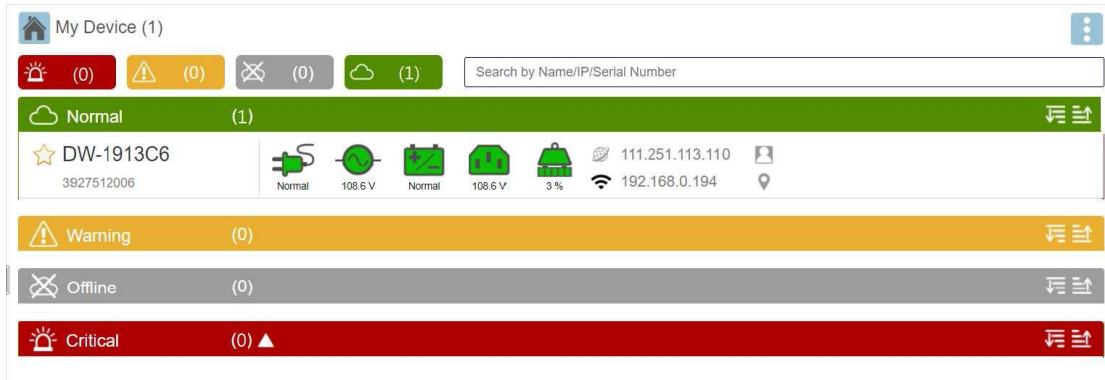 My Device (1)
(0) (0) (0) (1) Search by Name/IP/Serial Number
Normal (1)
DW-1913C6
3927512006
Normal 108.6 V Normal 108.6 V 3 %
111.251.113.110
192.168.0.194
Warning (0)
Offline (0)
Critical (0)